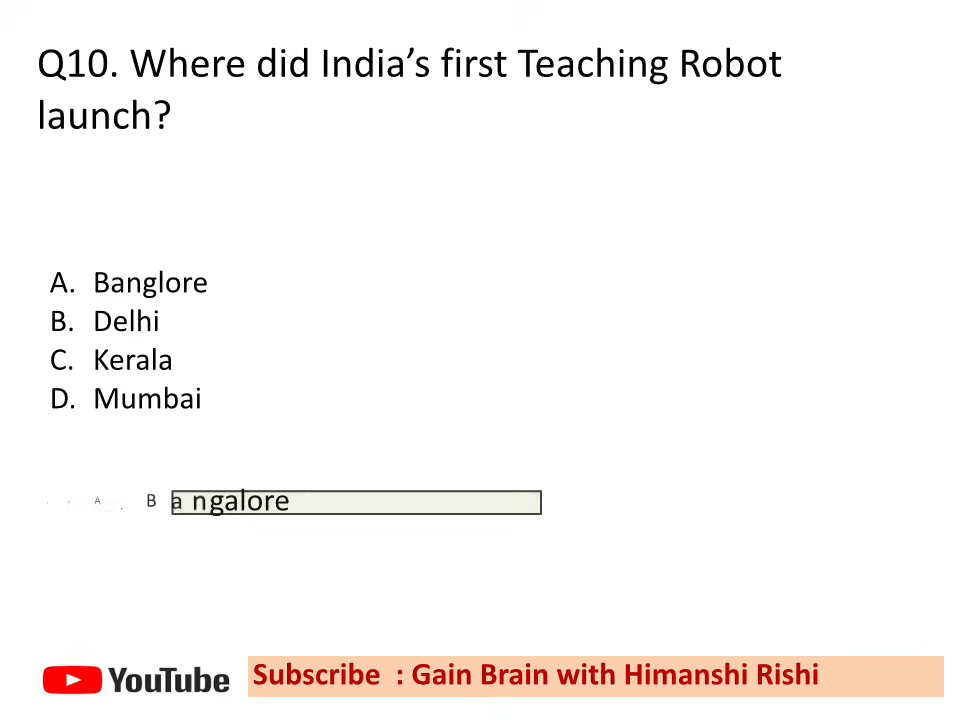 Q10. Where did India’s first Teaching Robot
launch?
A. Banglore
B. Delhi
C. Kerala
D. Mumbai
A. Bangalore
YouTube
Subscribe : Gain Brain with Himanshi Rishi